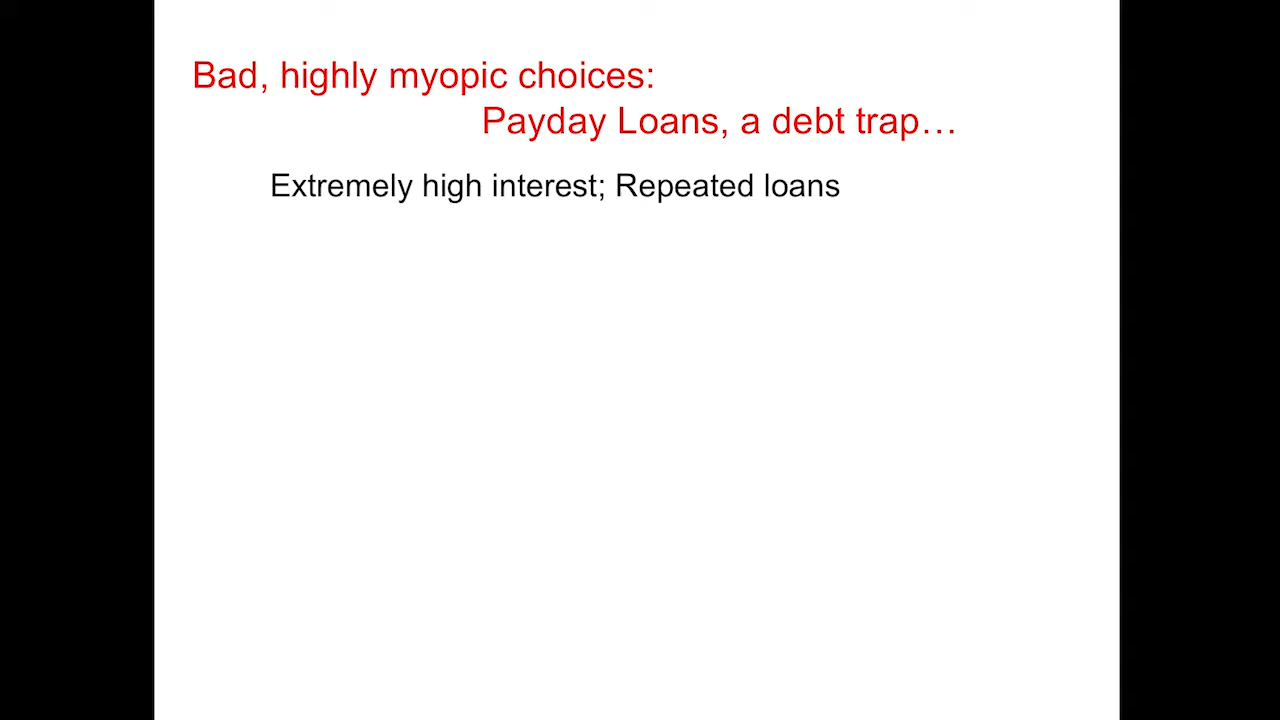 Bad, highly myopic choices:
Payday Loans, a debt trap…
Extremely high interest; Repeated loans